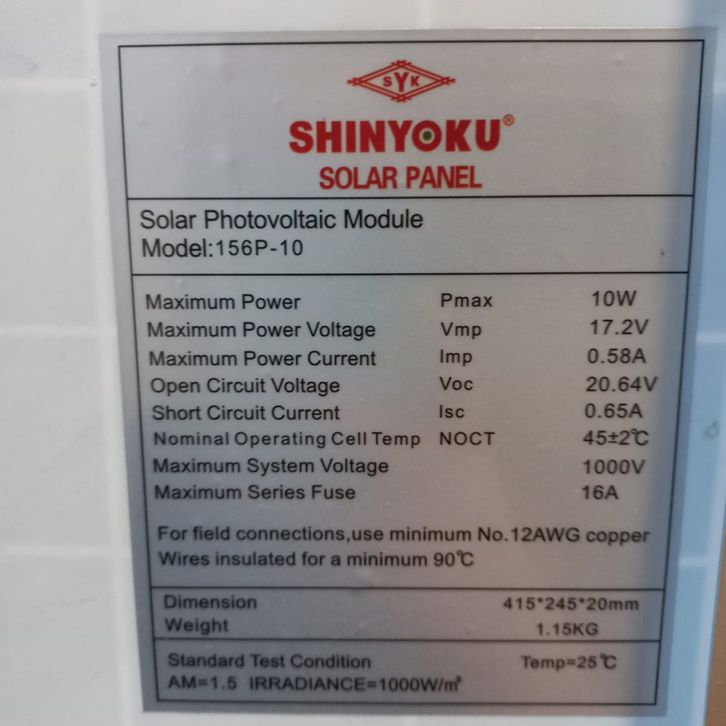 SYK
SHINYOKU®
SOLAR PANEL
Solar Photovoltaic Module
Model:156P-10
Maximum Power Pmax 10W
Maximum Power Voltage Vmp 17.2V
Maximum Power Current Imp 0.58A
Open Circuit Voltage Voc 20.64V
Short Circuit Current Isc 0.65A
Nominal Operating Cell Temp NOCT 45±2℃
Maximum System Voltage 1000V
Maximum Series Fuse 16A
For field connections,use minimum No.12AWG copper
Wires insulated for a minimum 90℃
Dimension 415*245*20mm
Weight 1.15KG
Standard Test Condition Temp=25℃
AM=1.5 IRRADIANCE=1000W/㎡